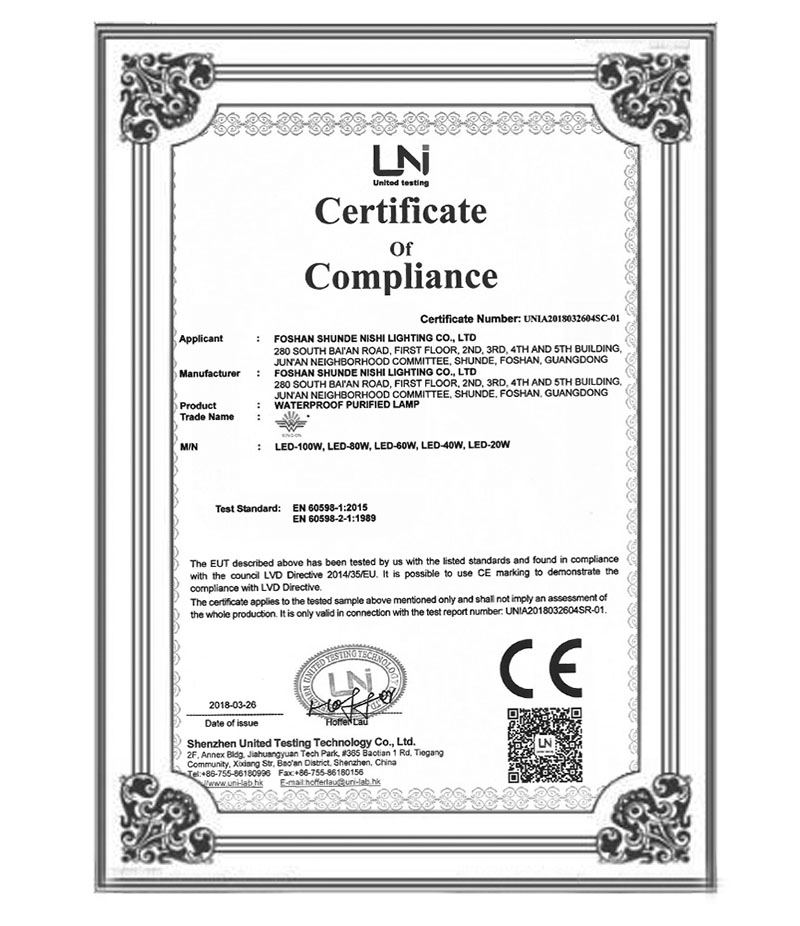 LNi
United testing
Certificate
Of
Compliance
Certificate Number: UNIA2018032604SC-01
Applicant : FOSHAN SHUNDE NISHI LIGHTING CO., LTD
280 SOUTH BAI'AN ROAD, FIRST FLOOR, 2ND, 3RD, 4TH AND 5TH BUILDING,
JUN'AN NEIGHBORHOOD COMMITTEE, SHUNDE, FOSHAN, GUANGDONG
Manufacturer : FOSHAN SHUNDE NISHI LIGHTING CO., LTD
280 SOUTH BAI'AN ROAD, FIRST FLOOR, 2ND, 3RD, 4TH AND 5TH BUILDING,
JUN'AN NEIGHBORHOOD COMMITTEE, SHUNDE, FOSHAN, GUANGDONG
Product : WATERPROOF PURIFIED LAMP
Trade Name :
M/N : LED-100W, LED-80W, LED-60W, LED-40W, LED-20W
Test Standard: EN 60598-1:2015
EN 60598-2-1:1989
The EUT described above has been tested by us with the listed standards and found in compliance
with the council LVD Directive 2014/35/EU. It is possible to use CE marking to demonstrate the
compliance with LVD Directive.
The certificate applies to the tested sample above mentioned only and shall not imply an assessment of
the whole production. It is only valid in connection with the test report number: UNIA2018032604SR-01.
UNITED TESTING TECHNOLOGY
LNi
CE
2018-03-26
Date of issue
Hoffer Lau
LNi
Shenzhen United Testing Technology Co., Ltd.
2F, Annex Bldg, Jiahuangyuan Tech Park, #365 Baotian 1 Rd, Tiegang
Community, Xixiang Str, Bao'an District, Shenzhen, China
Tel:+86-755-86180996 Fax:+86-755-86180156
//www.uni-lab.hk E-mail:hofferlau@uni-lab.hk